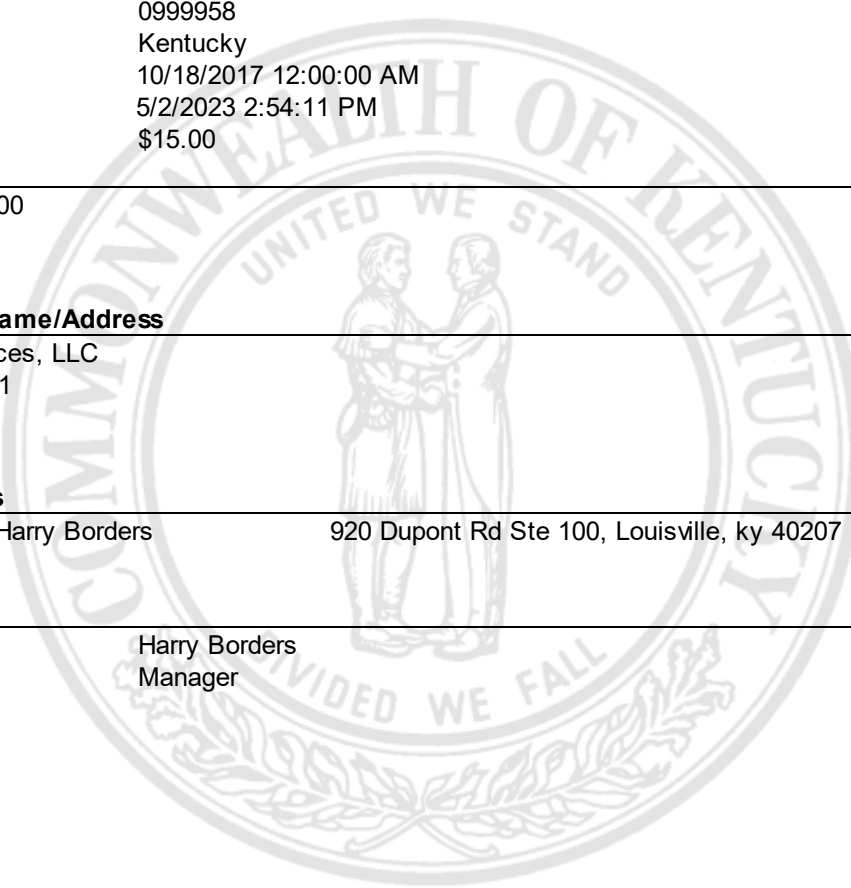 0999958
Kentucky
10/18/2017 12:00:00 AM
5/2/2023 2:54:11 PM
$15.00
00
ame/Address
ces, LLC
1
s
Harry Borders 920 Dupont Rd Ste 100, Louisville, ky 40207
Harry Borders
Manager
COMMONWEALTH OF KENTUCKY
UNITED WE STAND
DIVIDED WE FALL